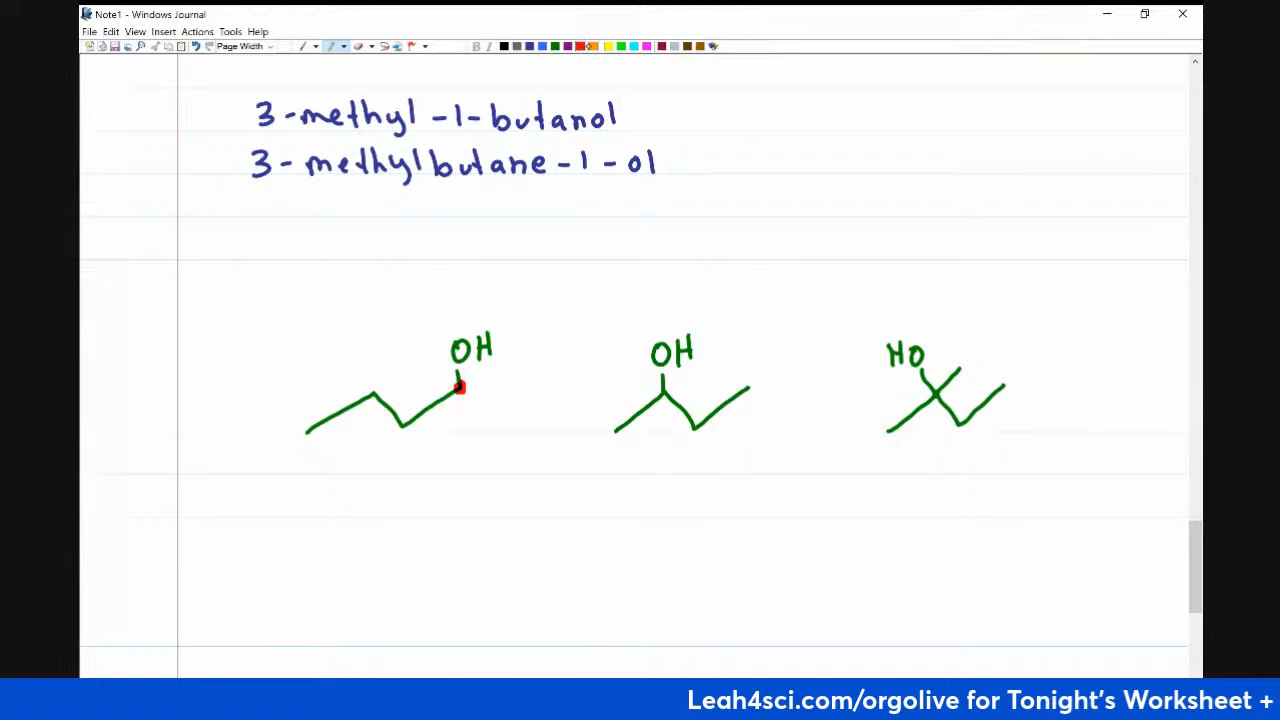 Note1 - Windows Journal
File Edit View Insert Actions Tools Help
Page Width
B I
3-methyl-1-butanol
3-methylbutane-1-ol
OH
OH
HO
Leah4sci.com/orgolive for Tonight's Worksheet +